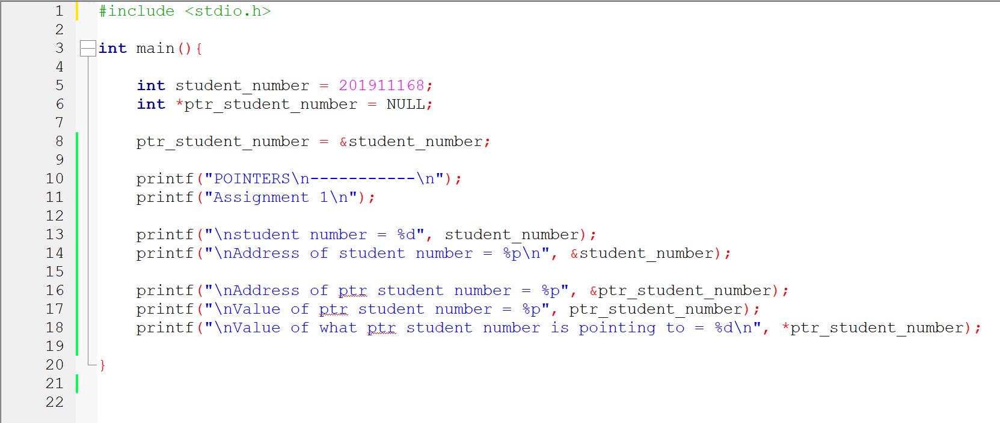 1 #include <stdio.h>
2
3 int main(){
4
5     int student_number = 201911168;
6     int *ptr_student_number = NULL;
7
8     ptr_student_number = &student_number;
9
10     printf("POINTERS\n-----------\n");
11     printf("Assignment 1\n");
12
13     printf("\nstudent number = %d", student_number);
14     printf("\nAddress of student number = %p\n", &student_number);
15
16     printf("\nAddress of ptr student number = %p", &ptr_student_number);
17     printf("\nValue of ptr student number = %p", ptr_student_number);
18     printf("\nValue of what ptr student number is pointing to = %d\n", *ptr_student_number);
19
20 }
21
22